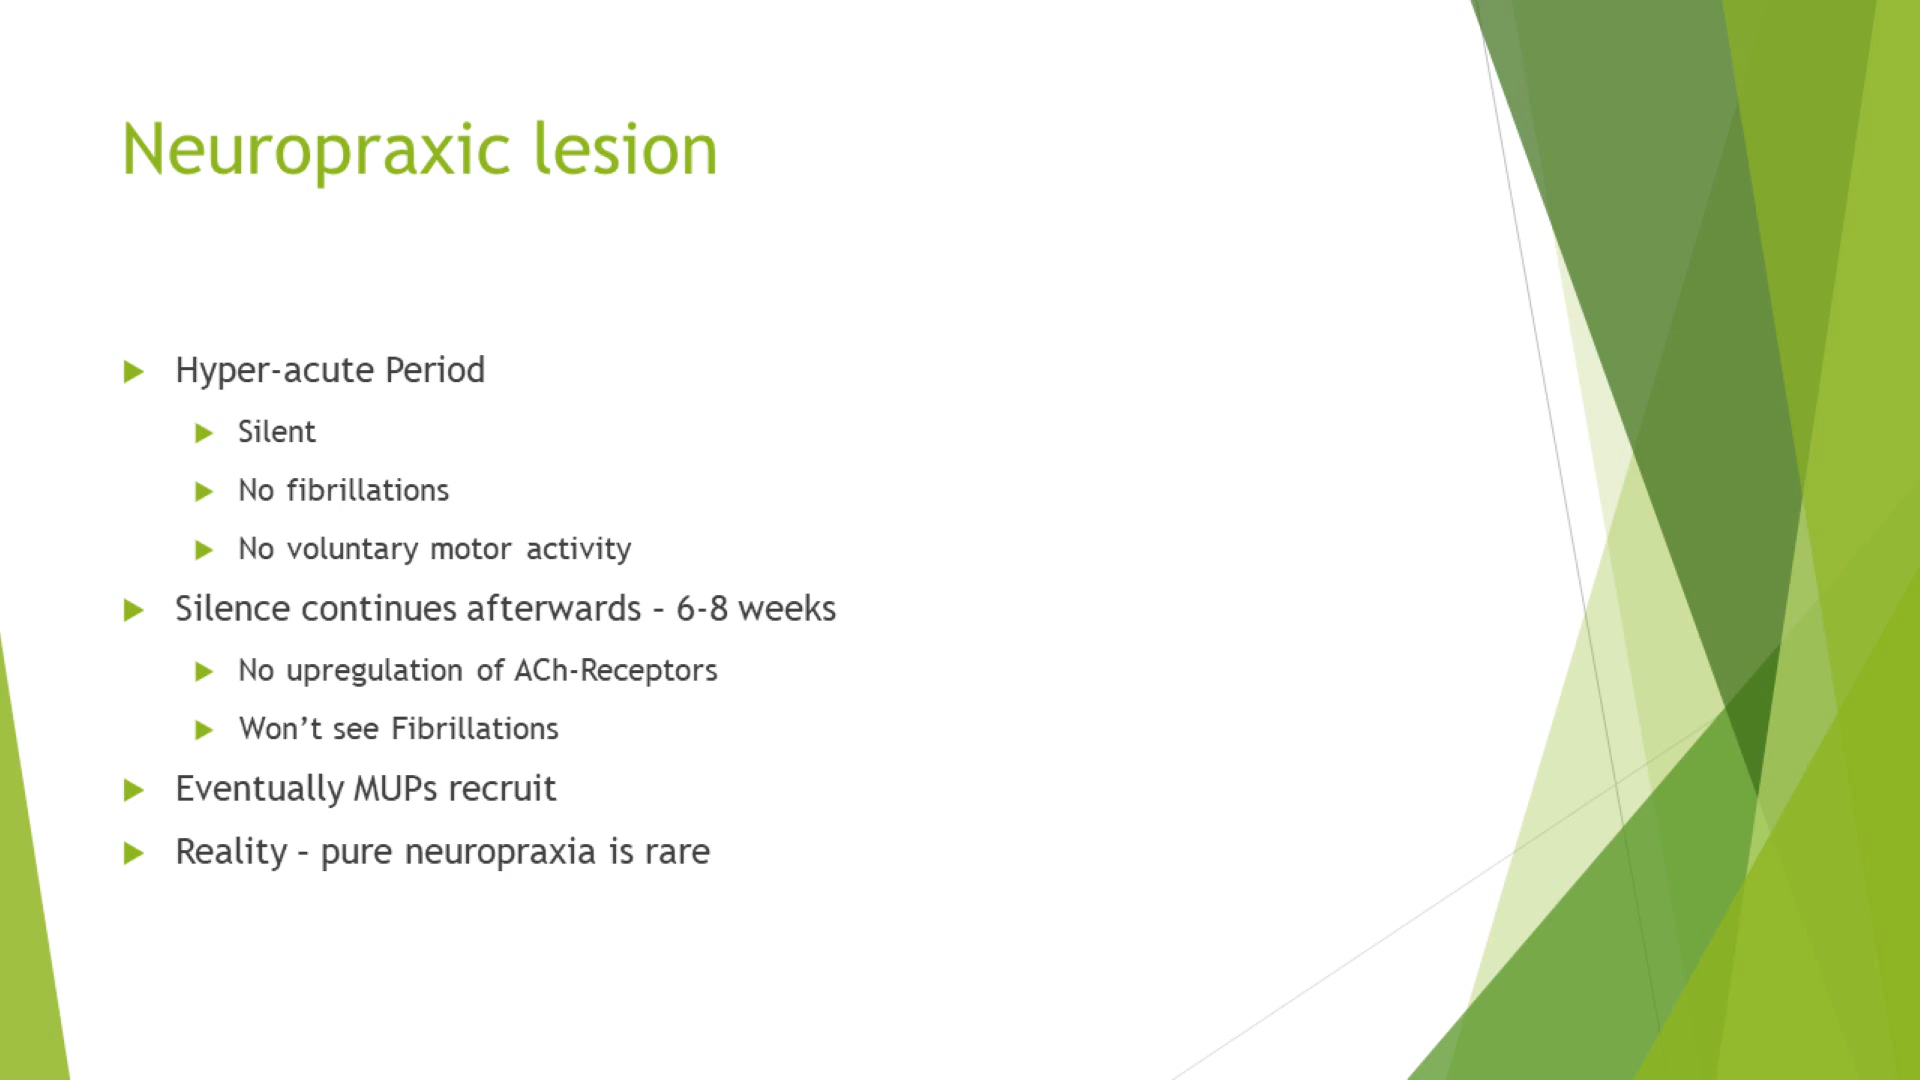 Neuropraxic lesion
Hyper-acute Period
Silent
No fibrillations
No voluntary motor activity
Silence continues afterwards – 6-8 weeks
No upregulation of ACh-Receptors
Won’t see Fibrillations
Eventually MUPs recruit
Reality – pure neuropraxia is rare